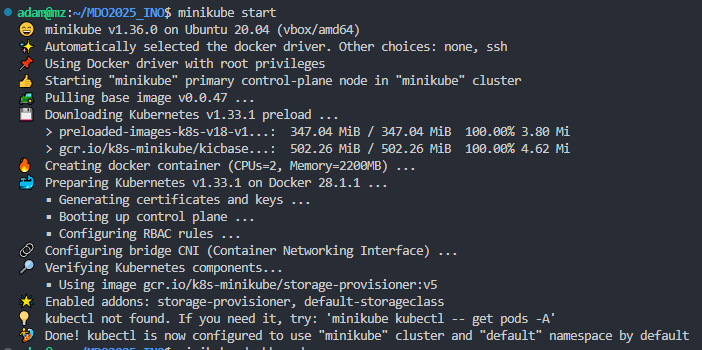 adam@mz:~/MDO2025_INO$ minikube start
😄 minikube v1.36.0 on Ubuntu 20.04 (vbox/amd64)
✨ Automatically selected the docker driver. Other choices: none, ssh
📌 Using Docker driver with root privileges
👍 Starting "minikube" primary control-plane node in "minikube" cluster
🚜 Pulling base image v0.0.47 ...
💾 Downloading Kubernetes v1.33.1 preload ...
> preloaded-images-k8s-v18-v1...: 347.04 MiB / 347.04 MiB 100.00% 3.80 Mi
> gcr.io/k8s-minikube/kicbase...: 502.26 MiB / 502.26 MiB 100.00% 4.62 Mi
🔥 Creating docker container (CPUs=2, Memory=2200MB) ...
🐳 Preparing Kubernetes v1.33.1 on Docker 28.1.1 ...
▪ Generating certificates and keys ...
▪ Booting up control plane ...
▪ Configuring RBAC rules ...
🔗 Configuring bridge CNI (Container Networking Interface) ...
🔎 Verifying Kubernetes components...
▪ Using image gcr.io/k8s-minikube/storage-provisioner:v5
🌟 Enabled addons: storage-provisioner, default-storageclass
💡 kubectl not found. If you need it, try: 'minikube kubectl -- get pods -A'
🏄 Done! kubectl is now configured to use "minikube" cluster and "default" namespace by default